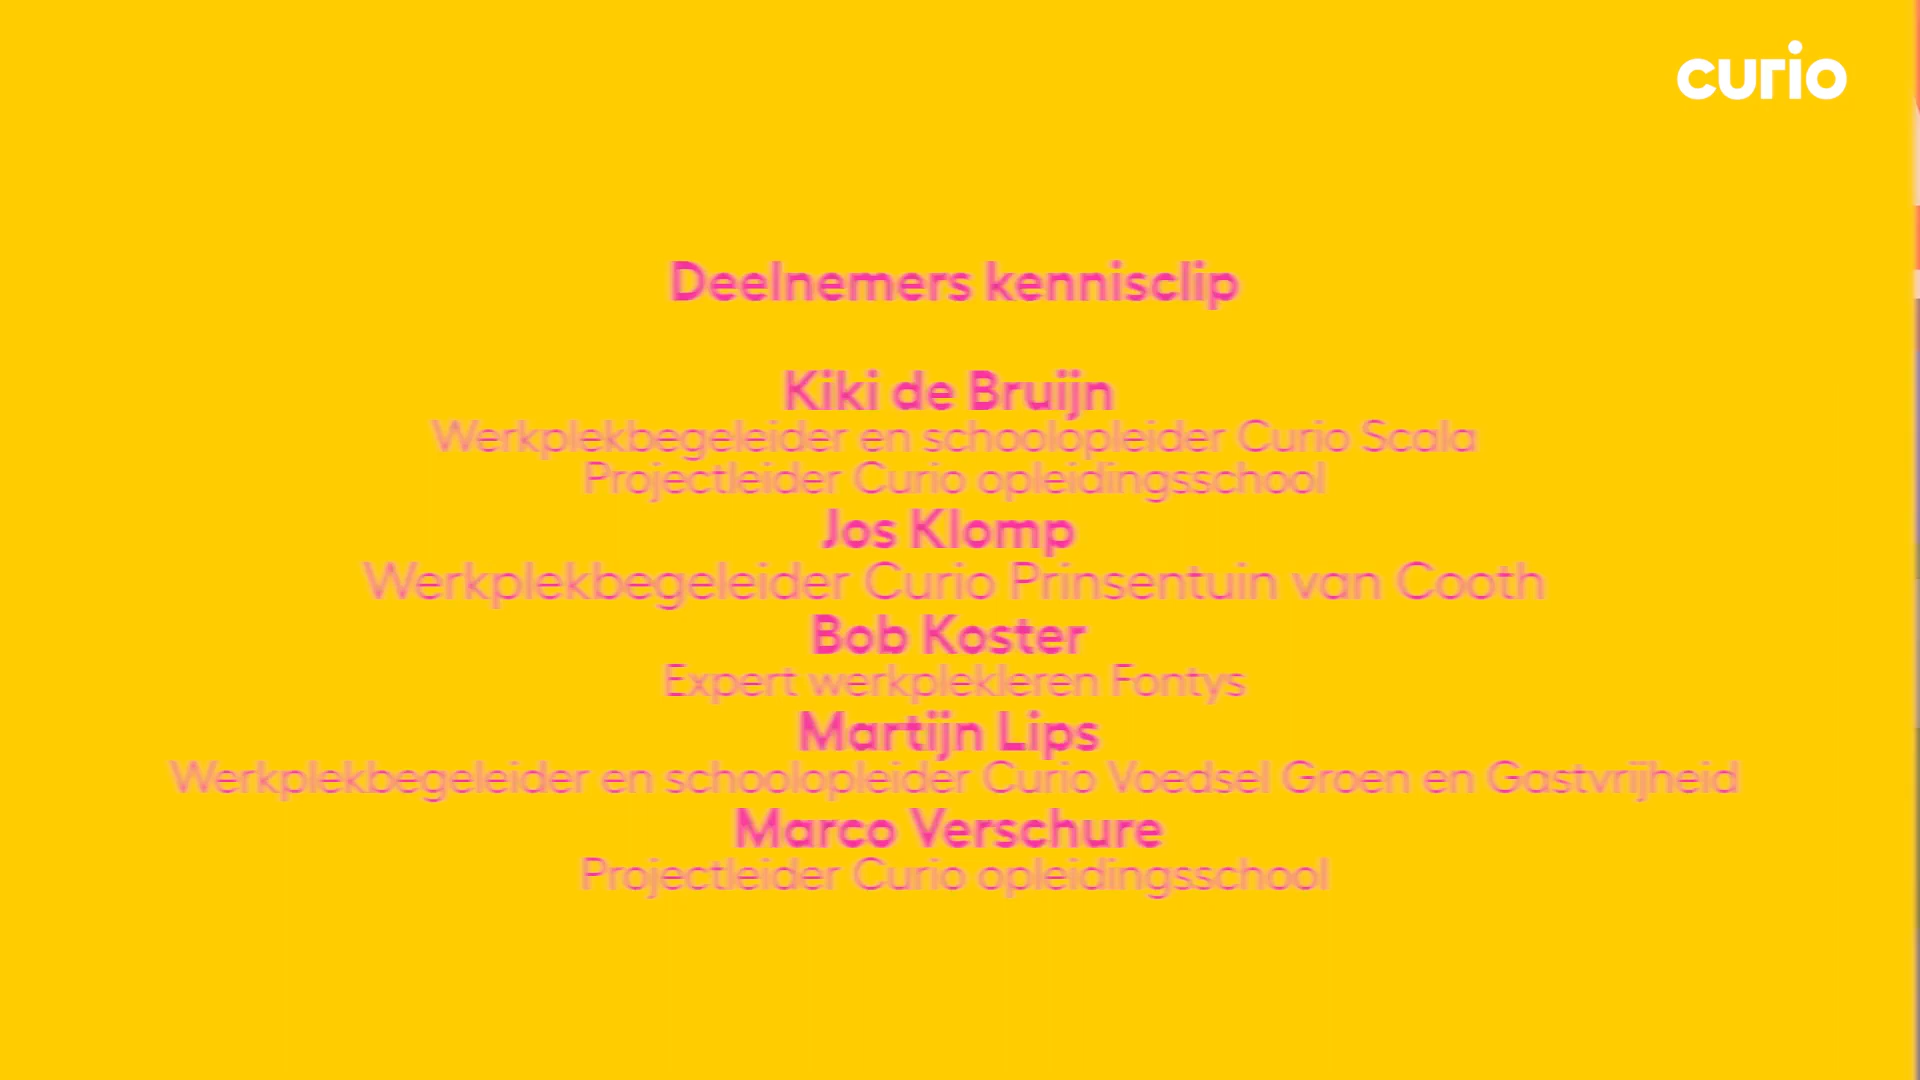 curio
Deelnemers kennisclip
Kiki de Bruijn
Werkplekbegeleider en schoolopleider Curio Scala
Projectleider Curio opleidingsschool
Jos Klomp
Werkplekbegeleider Curio Prinsentuin van Cooth
Bob Koster
Expert werkplekleren Fontys
Martijn Lips
Werkplekbegeleider en schoolopleider Curio Voedsel Groen en Gastvrijheid
Marco Verschure
Projectleider Curio opleidingsschool